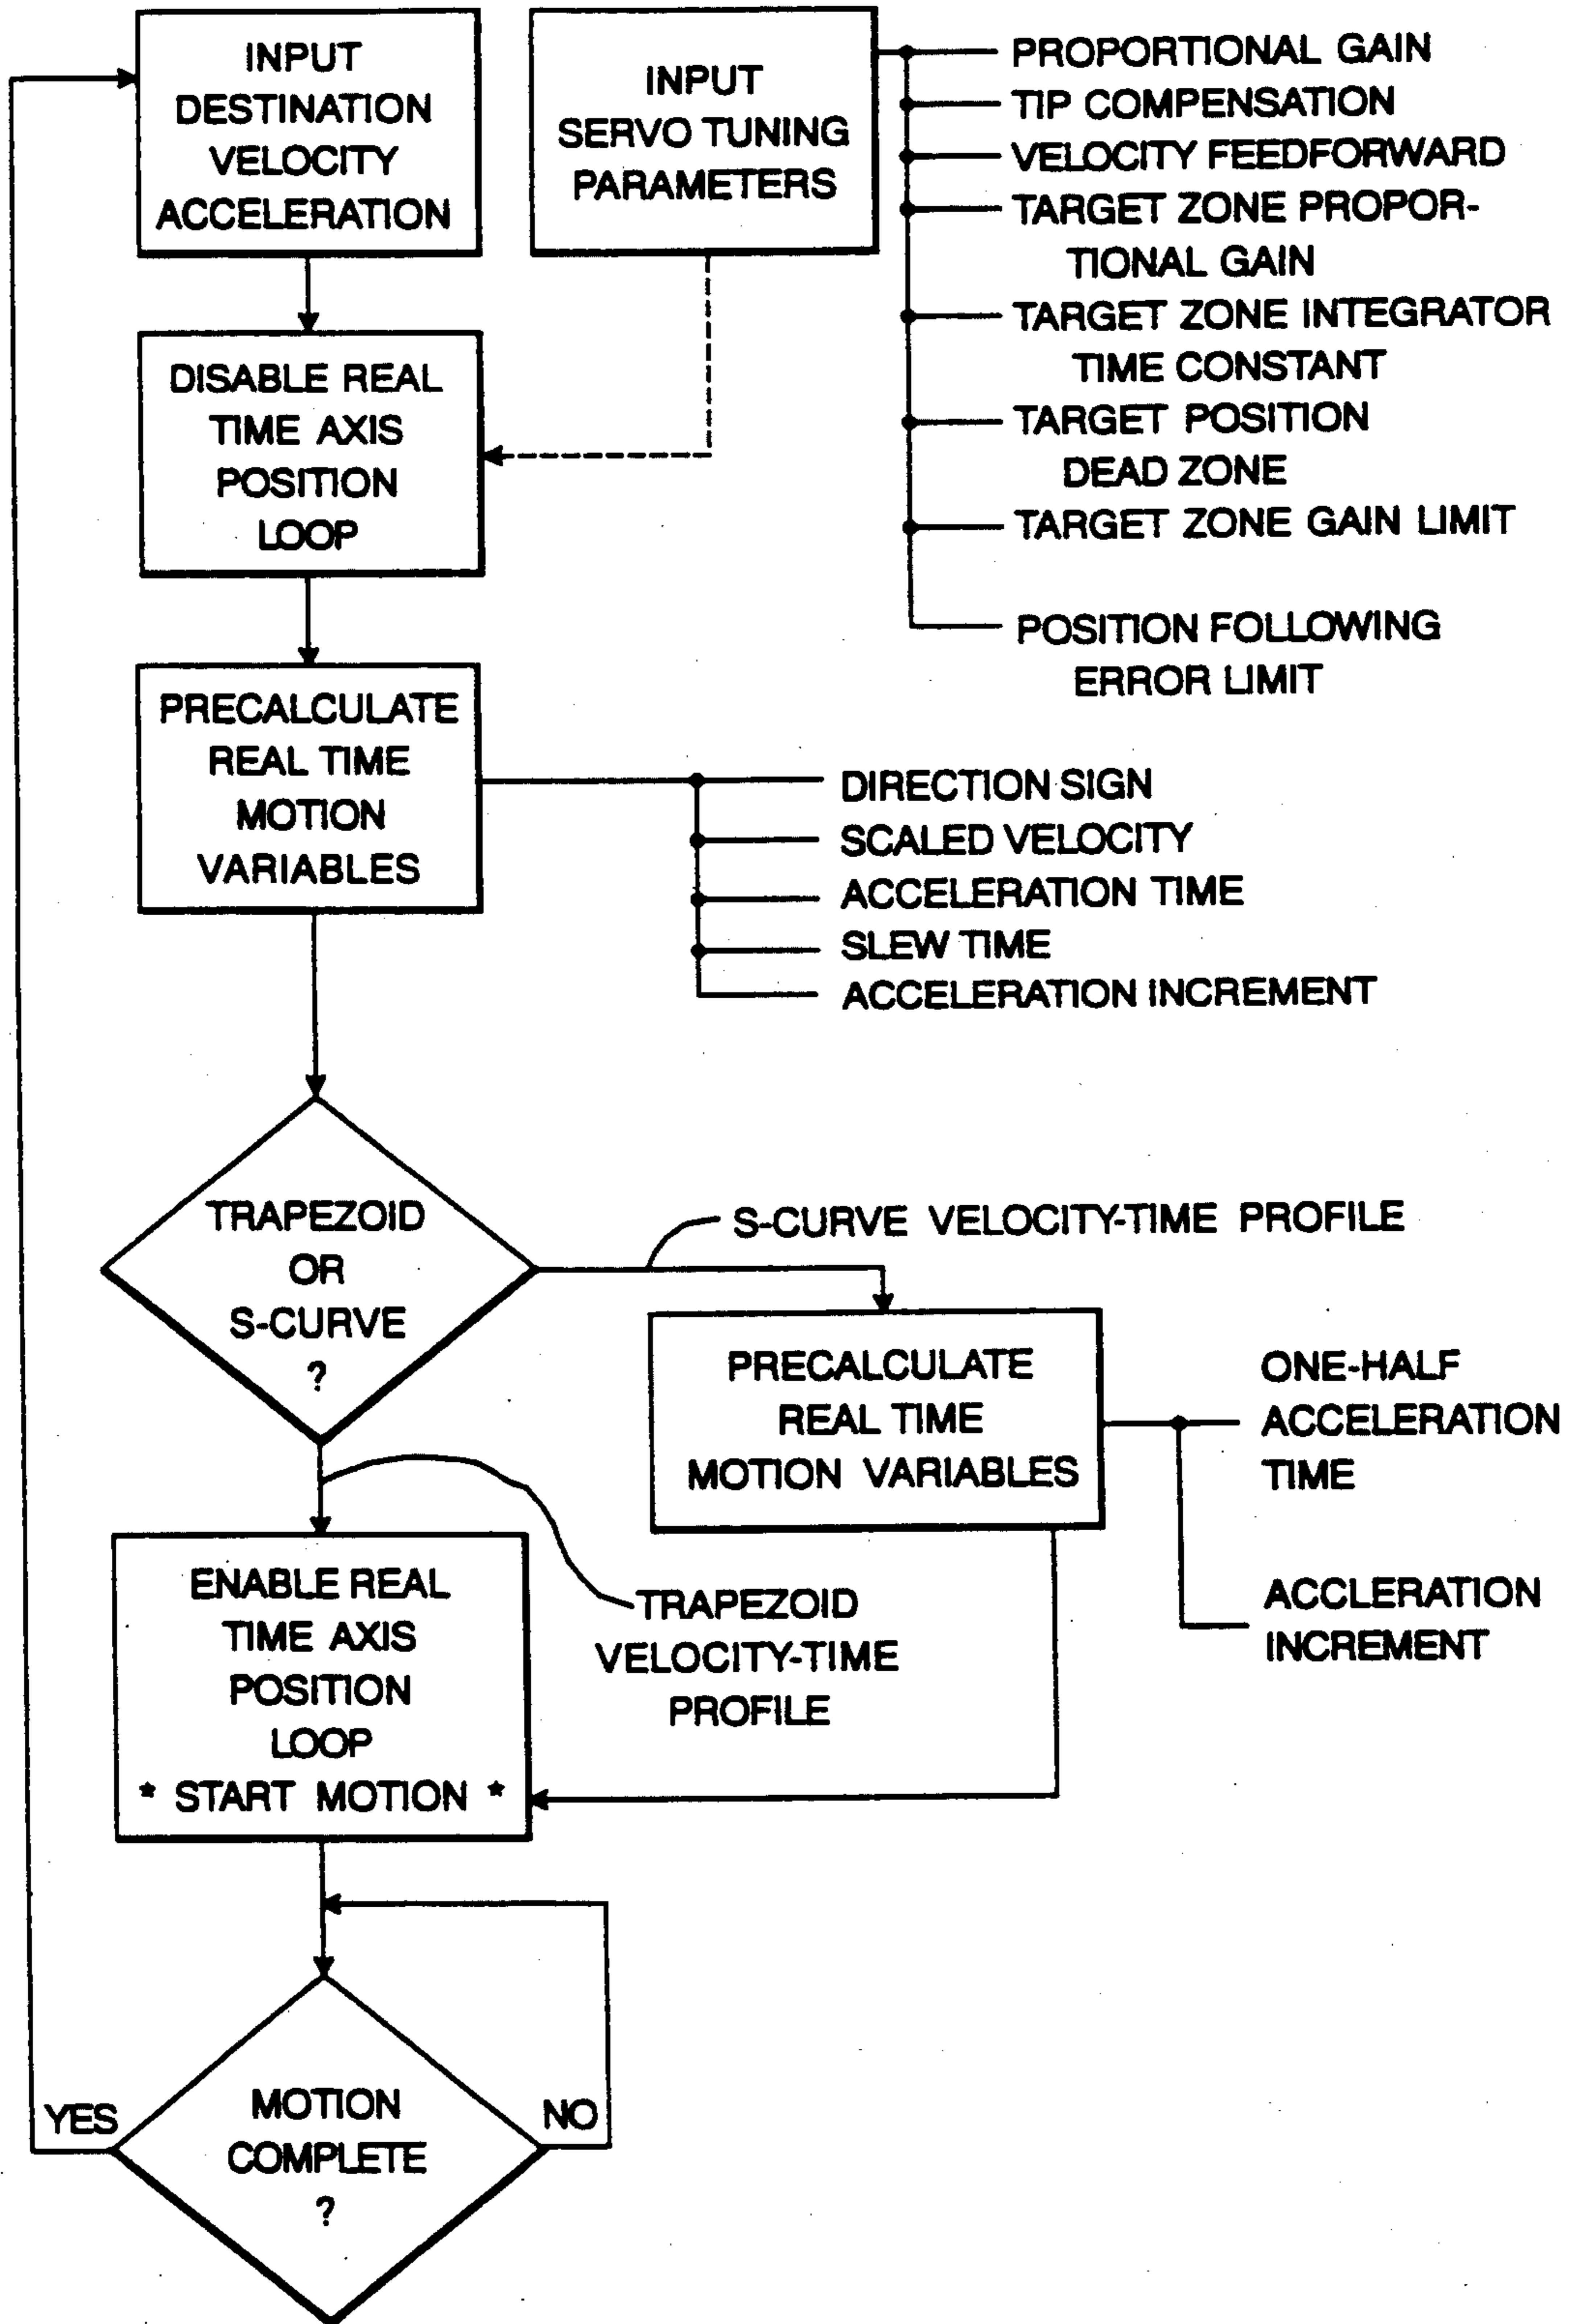 INPUT
DESTINATION
VELOCITY
ACCELERATION
INPUT
SERVO TUNING
PARAMETERS
PROPORTIONAL GAIN
TIP COMPENSATION
VELOCITY FEEDFORWARD
TARGET ZONE PROPOR-
TIONAL GAIN
TARGET ZONE INTEGRATOR
TIME CONSTANT
TARGET POSITION
DEAD ZONE
TARGET ZONE GAIN LIMIT
POSITION FOLLOWING
ERROR LIMIT
DISABLE REAL
TIME AXIS
POSITION
LOOP
PRECALCULATE
REAL TIME
MOTION
VARIABLES
DIRECTION SIGN
SCALED VELOCITY
ACCELERATION TIME
SLEW TIME
ACCELERATION INCREMENT
TRAPEZOID
OR
S-CURVE
?
S-CURVE VELOCITY-TIME PROFILE
PRECALCULATE
REAL TIME
MOTION VARIABLES
ONE-HALF
ACCELERATION
TIME
ACCLERATION
INCREMENT
ENABLE REAL
TIME AXIS
POSITION
LOOP
* START MOTION *
TRAPEZOID
VELOCITY-TIME
PROFILE
YES
MOTION
COMPLETE
?
NO